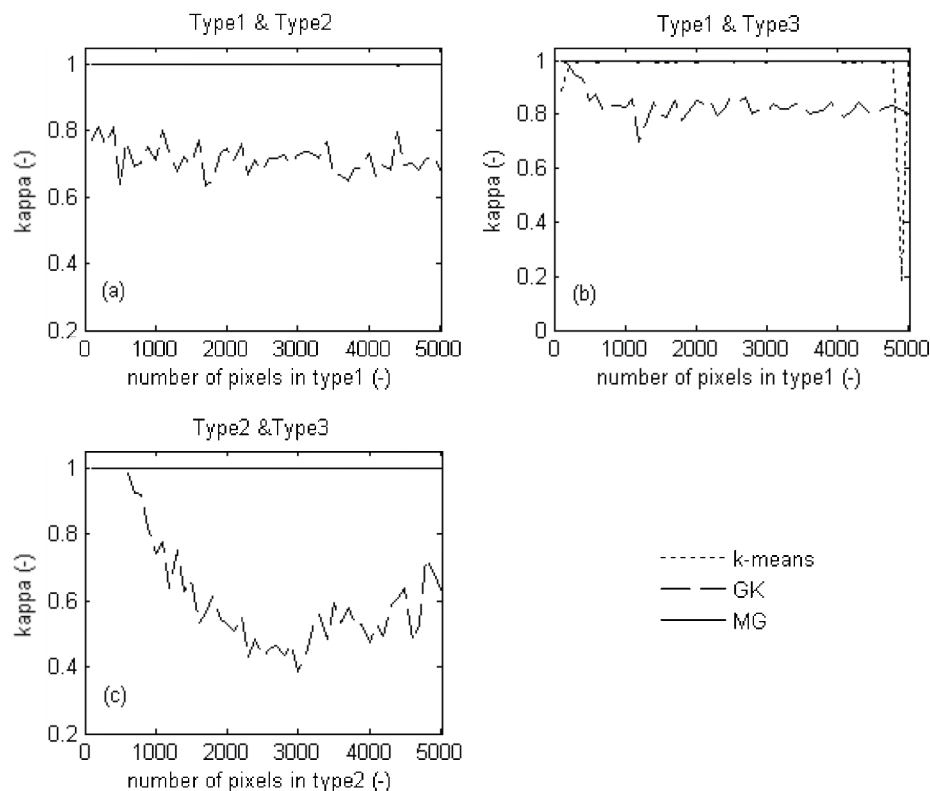 Type1 & Type2
1
0.8
0.6
0.4
0.2
kappa (-)
(a)
0 1000 2000 3000 4000 5000
number of pixels in type1 (-)
Type1 & Type3
1
0.8
0.6
0.4
0.2
0
kappa (-)
(b)
0 1000 2000 3000 4000 5000
number of pixels in type1 (-)
Type2 &Type3
1
0.8
0.6
0.4
0.2
kappa (-)
(c)
0 1000 2000 3000 4000 5000
number of pixels in type2 (-)
k-means
GK
MG